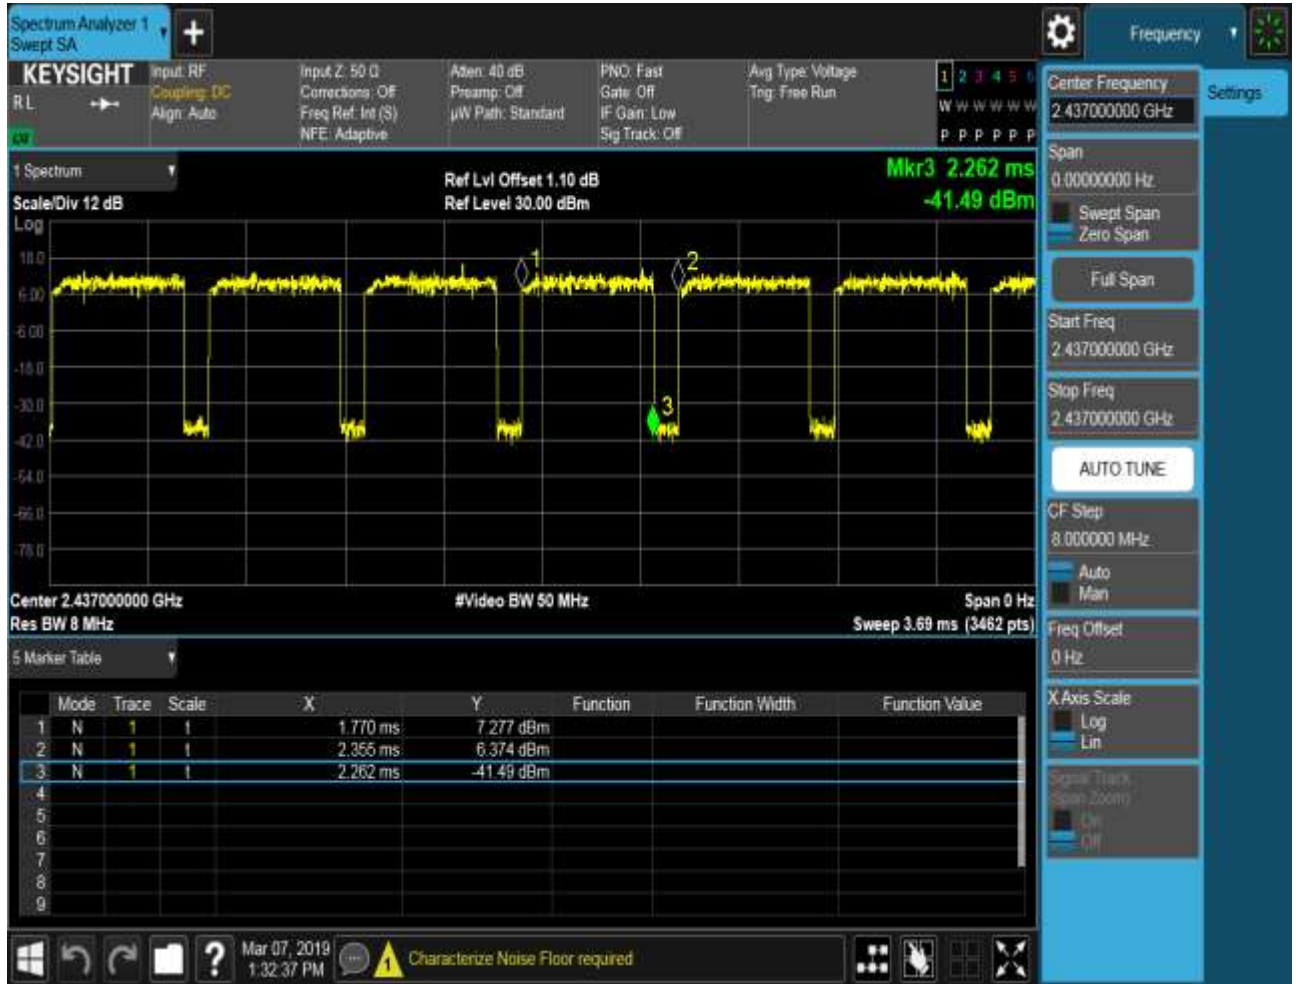 Spectrum Analyzer 1
Swept SA
Frequency
KEYSIGHT
RL
Input: RF
Coupling: DC
Align: Auto
Input Z: 50 Ω
Corrections: Off
Freq Ref: Int (S)
NFE: Adaptive
Atten: 40 dB
Preamp: Off
µW Path: Standard
PNO: Fast
Gate: Off
IF Gain: Low
Sig Track: Off
Avg Type: Voltage
Trig: Free Run
1 2 3 4 5 6
W W W W W W
P P P P P P
1 Spectrum
Scale/Div 12 dB
Ref Lvl Offset 1.10 dB
Ref Level 30.00 dBm
Mkr3 2.262 ms
-41.49 dBm
Log
18.0
6.00
-6.00
-18.0
-30.0
-42.0
-54.0
-66.0
-78.0
1
2
3
Center 2.437000000 GHz
Res BW 8 MHz
#Video BW 50 MHz
Span 0 Hz
Sweep 3.69 ms (3462 pts)
5 Marker Table
Mode Trace Scale X Y Function Function Width Function Value
1 N 1 t 1.770 ms 7.277 dBm
2 N 1 t 2.355 ms 6.374 dBm
3 N 1 t 2.262 ms -41.49 dBm
4
5
6
7
8
9
Mar 07, 2019
1:32:37 PM
1
Characterize Noise Floor required
Center Frequency
2.437000000 GHz
Settings
Span
0.00000000 Hz
Swept Span
Zero Span
Full Span
Start Freq
2.437000000 GHz
Stop Freq
2.437000000 GHz
AUTO TUNE
CF Step
8.000000 MHz
Auto
Man
Freq Offset
0 Hz
X Axis Scale
Log
Lin
Signal Track
(Span Zoom)
On
Off